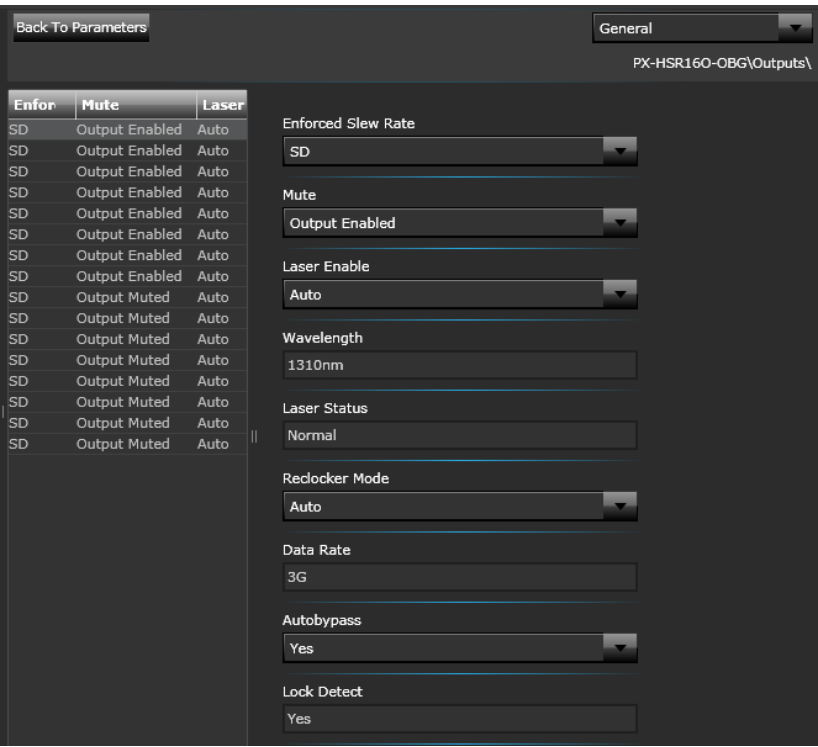 Back To Parameters
General
PX-HSR16O-OBG\Outputs\
Enfor Mute Laser
SD Output Enabled Auto
SD Output Enabled Auto
SD Output Enabled Auto
SD Output Enabled Auto
SD Output Enabled Auto
SD Output Enabled Auto
SD Output Enabled Auto
SD Output Enabled Auto
SD Output Muted Auto
SD Output Muted Auto
SD Output Muted Auto
SD Output Muted Auto
SD Output Muted Auto
SD Output Muted Auto
SD Output Muted Auto
SD Output Muted Auto
Enforced Slew Rate
SD
Mute
Output Enabled
Laser Enable
Auto
Wavelength
1310nm
Laser Status
Normal
Reclocker Mode
Auto
Data Rate
3G
Autobypass
Yes
Lock Detect
Yes